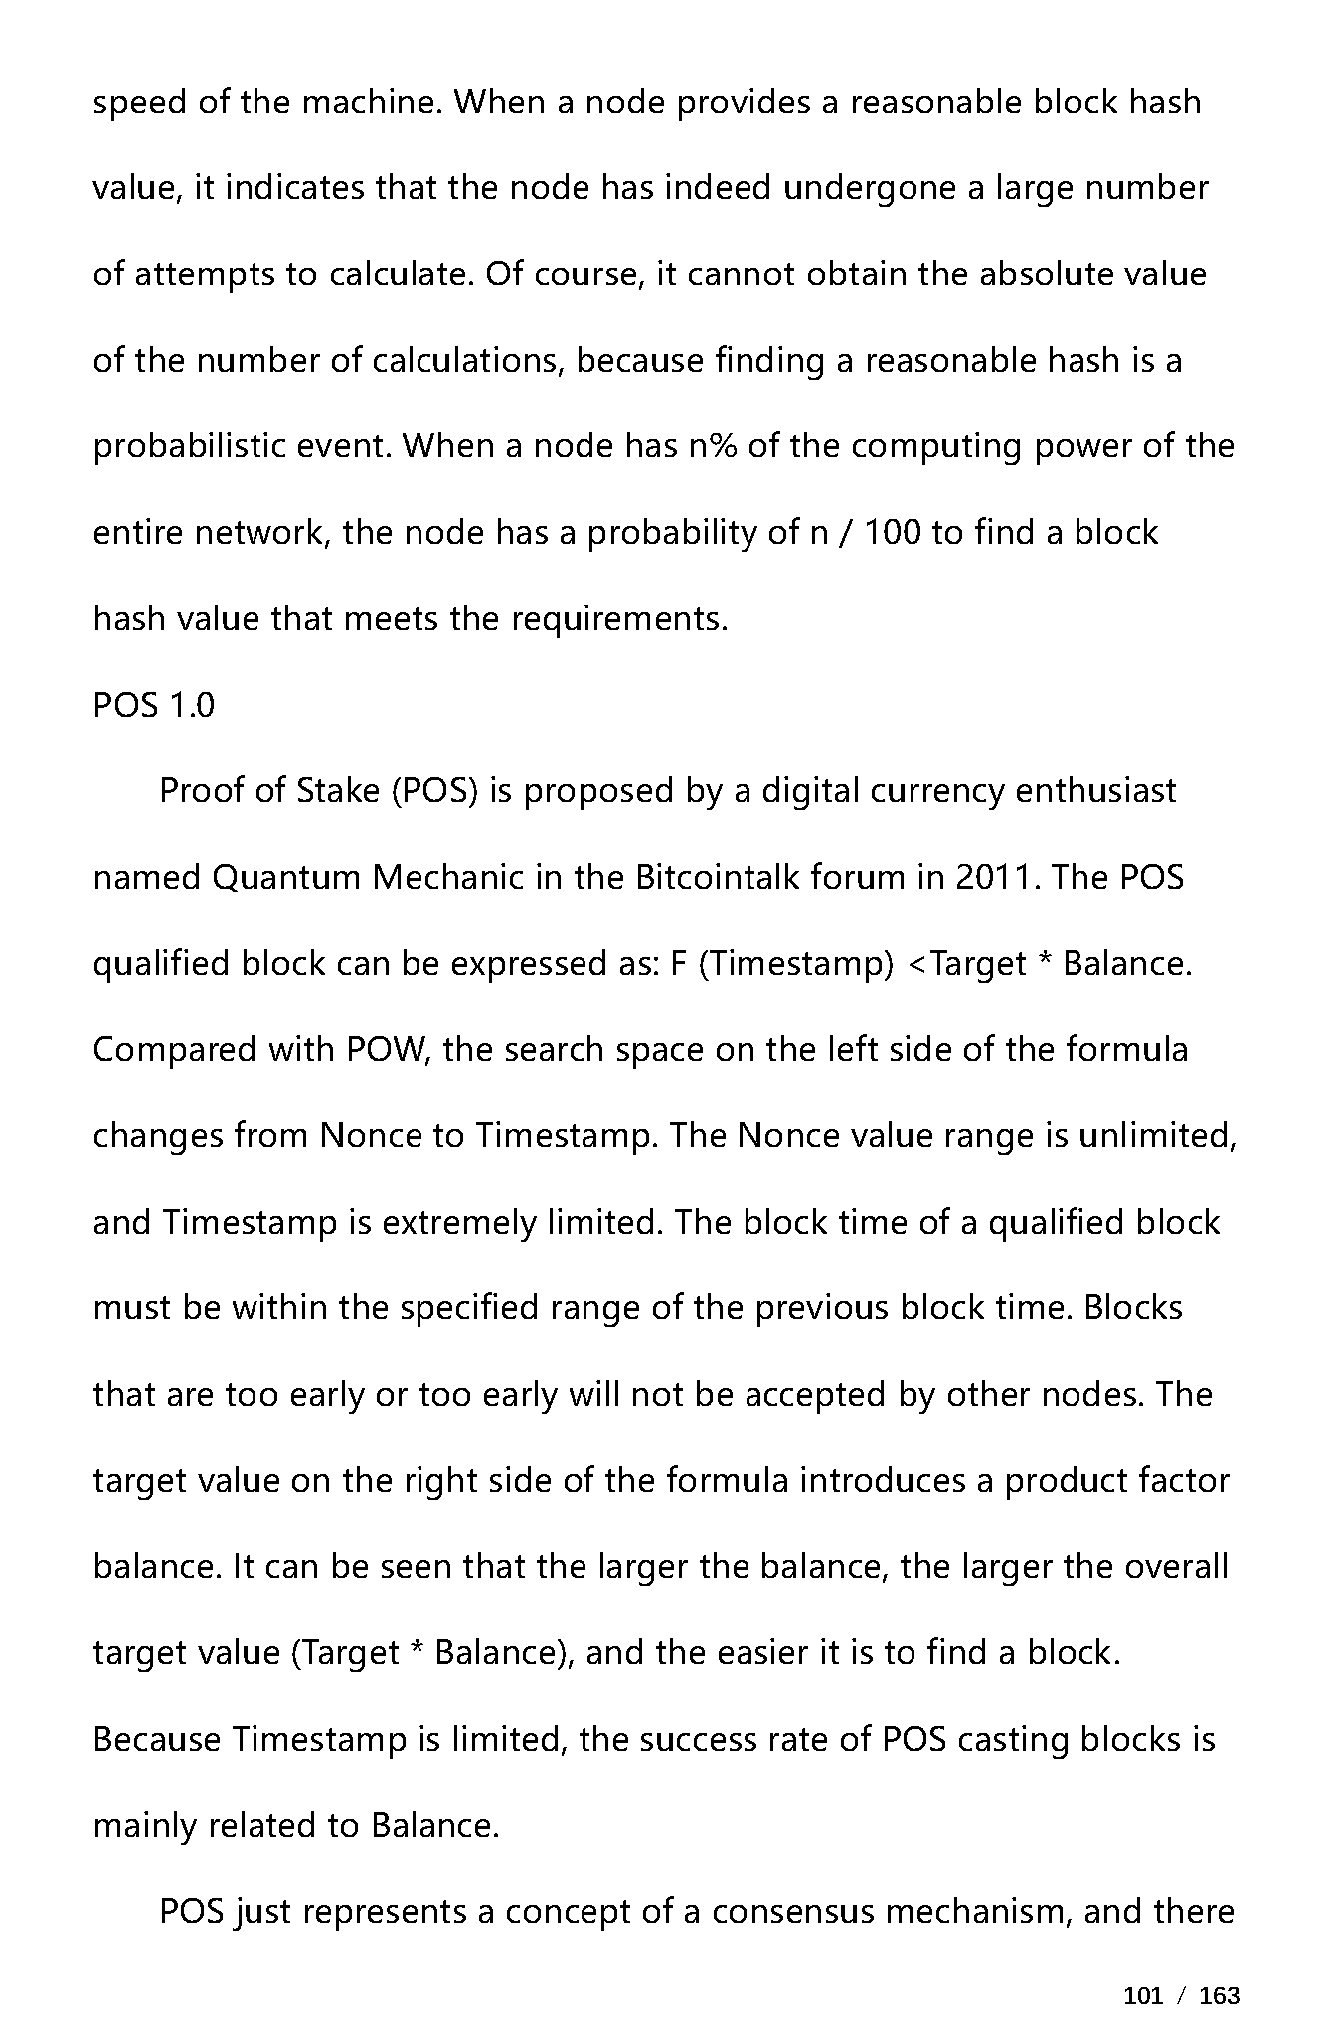 speed of the machine. When a node provides a reasonable block hash
value, it indicates that the node has indeed undergone a large number
of attempts to calculate. Of course, it cannot obtain the absolute value
of the number of calculations, because finding a reasonable hash is a
probabilistic event. When a node has n% of the computing power of the
entire network, the node has a probability of n / 100 to find a block
hash value that meets the requirements.
POS 1.0
Proof of Stake (POS) is proposed by a digital currency enthusiast
named Quantum Mechanic in the Bitcointalk forum in 2011. The POS
qualified block can be expressed as: F (Timestamp) <Target * Balance.
Compared with POW, the search space on the left side of the formula
changes from Nonce to Timestamp. The Nonce value range is unlimited,
and Timestamp is extremely limited. The block time of a qualified block
must be within the specified range of the previous block time. Blocks
that are too early or too early will not be accepted by other nodes. The
target value on the right side of the formula introduces a product factor
balance. It can be seen that the larger the balance, the larger the overall
target value (Target * Balance), and the easier it is to find a block.
Because Timestamp is limited, the success rate of POS casting blocks is
mainly related to Balance.
POS just represents a concept of a consensus mechanism, and there
101 / 163